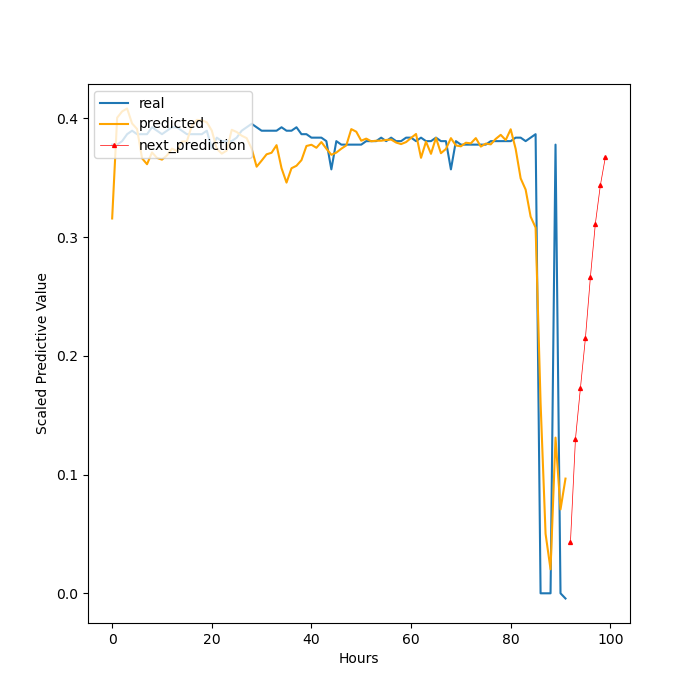 real
predicted
next_prediction
0.4
0.3
0.2
0.1
0.0
Scaled Predictive Value
0 20 40 60 80 100
Hours